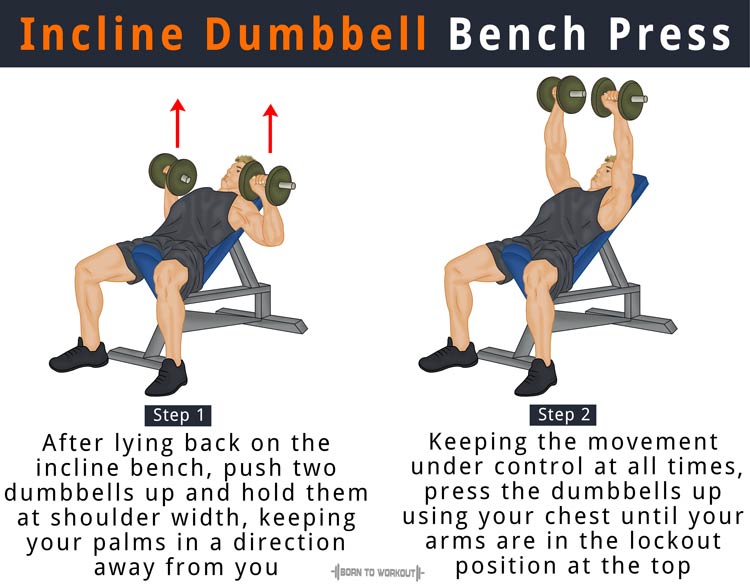 Incline Dumbbell Bench Press
Step 1
After lying back on the
incline bench, push two
dumbbells up and hold them
at shoulder width, keeping
your palms in a direction
away from you
Step 2
Keeping the movement
under control at all times,
press the dumbbells up
using your chest until your
arms are in the lockout
position at the top
BORN TO WORKOUT